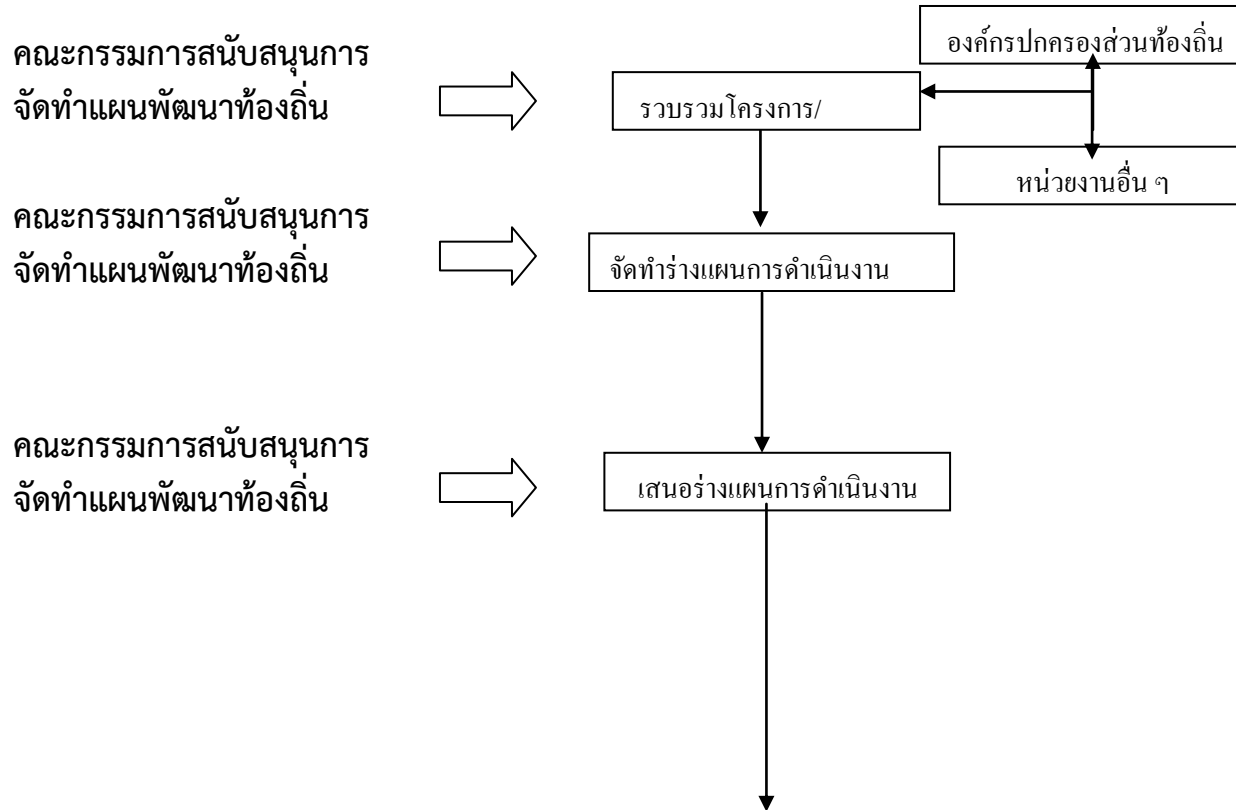 คณะกรรมการสนับสนุนการ
จัดทำแผนพัฒนาท้องถิ่น
องค์กรปกครองส่วนท้องถิ่น
รวบรวมโครงการ/
หน่วยงานอื่น ๆ
คณะกรรมการสนับสนุนการ
จัดทำแผนพัฒนาท้องถิ่น
จัดทำร่างแผนการดำเนินงาน
คณะกรรมการสนับสนุนการ
จัดทำแผนพัฒนาท้องถิ่น
เสนอร่างแผนการดำเนินงาน